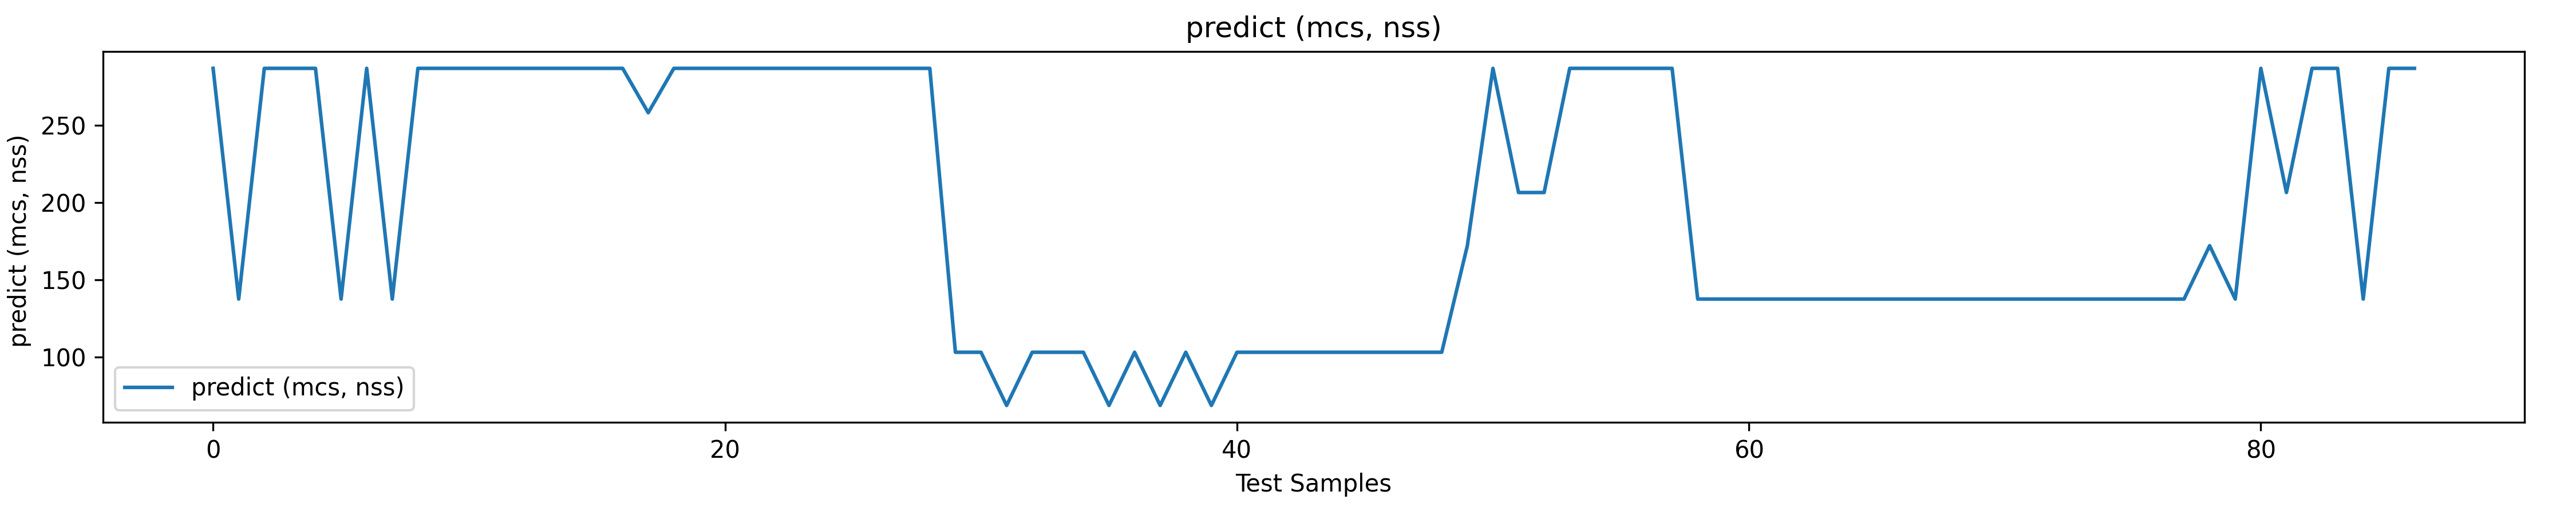 predict (mcs, nss)
predict (mcs, nss)
250
200
150
100
predict (mcs, nss)
0 20 40 60 80
Test Samples